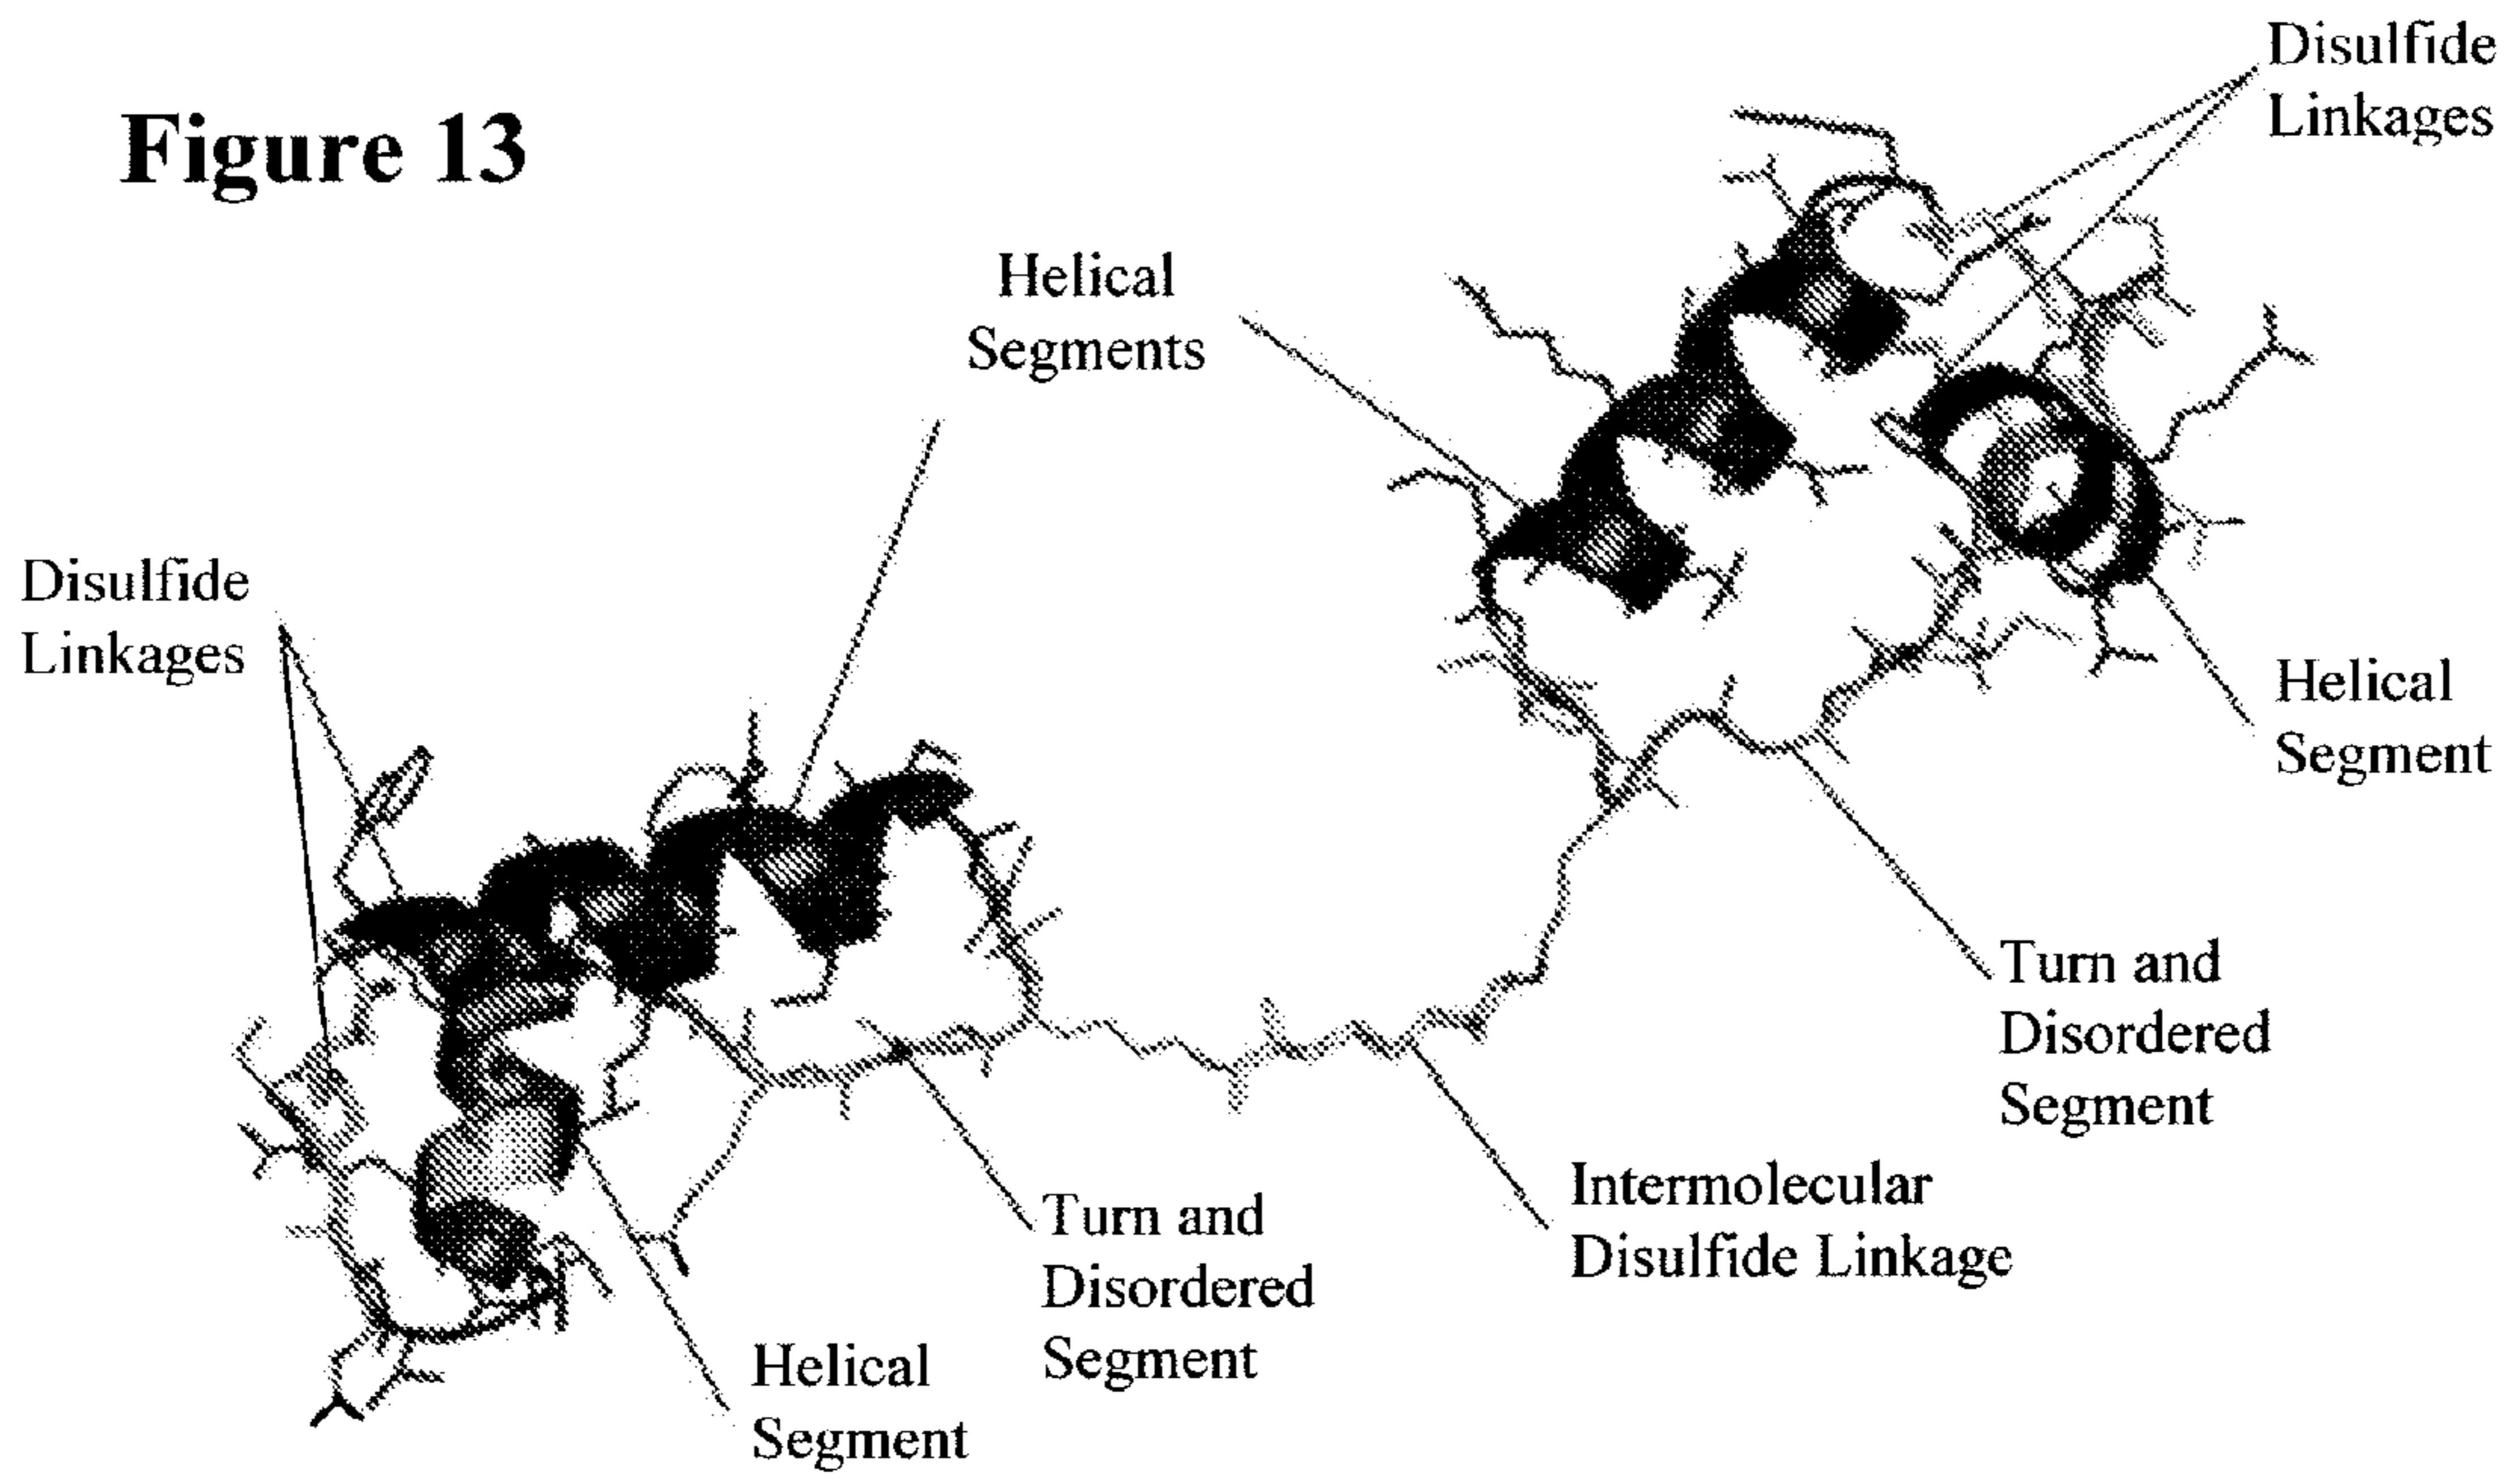 Figure 13
Disulfide
Linkages
Helical
Segments
Disulfide
Linkages
Helical
Segment
Turn and
Disordered
Segment
Intermolecular
Disulfide Linkage
Turn and
Disordered
Segment
Helical
Segment